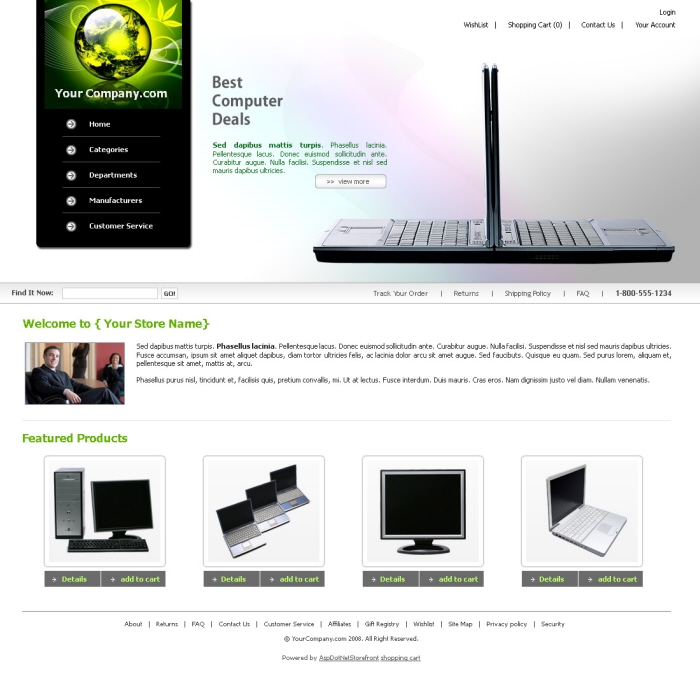 Login
WishList | Shopping Cart (0) | Contact Us | Your Account
Your Company.com
Home
Categories
Departments
Manufacturers
Customer Service
Best
Computer
Deals
Sed dapibus mattis turpis. Phasellus lacinia.
Pellentesque lacus. Donec euismod sollicitudin ante.
Curabitur augue. Nulla facilisi. Suspendisse et nisl sed
mauris dapibus ultricies.
>> view more
Find It Now: GO!
Track Your Order | Returns | Shipping Policy | FAQ | 1-800-555-1234
Welcome to { Your Store Name}
Sed dapibus mattis turpis. Phasellus lacinia. Pellentesque lacus. Donec euismod sollicitudin ante. Curabitur augue. Nulla facilisi. Suspendisse et nisl sed mauris dapibus ultricies.
Fusce accumsan, ipsum sit amet aliquet dapibus, diam tortor ultricies felis, ac lacinia dolor arcu sit amet augue. Sed faucibuts. Quisque eu quam. Sed purus lorem, aliquam et,
pellentesque sit amet, mattis at, arcu.
Phasellus purus nisl, tincidunt et, facilisis quis, pretium convallis, mi. Ut at lectus. Fusce interdum. Duis mauris. Cras eros. Nam dignissim justo vel diam. Nullam venenatis.
Featured Products
Details add to cart Details add to cart Details add to cart Details add to cart
About | Returns | FAQ | Contact Us | Customer Service | Affiliates | Gift Registry | Wishlist | Site Map | Privacy policy | Security
© YourCompany.com 2008. All Right Reserved.
Powered by AspDotNetStorefront shopping cart